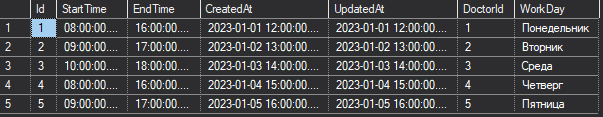 Id StartTime EndTime CreatedAt UpdatedAt DoctorId WorkDay
1 1 08:00:00.... 16:00:00.... 2023-01-01 12:00:00.... 2023-01-01 12:00:00.... 1 Понедельник
2 2 09:00:00.... 17:00:00.... 2023-01-02 13:00:00.... 2023-01-02 13:00:00.... 2 Вторник
3 3 10:00:00.... 18:00:00.... 2023-01-03 14:00:00.... 2023-01-03 14:00:00.... 3 Среда
4 4 08:00:00.... 16:00:00.... 2023-01-04 15:00:00.... 2023-01-04 15:00:00.... 4 Четверг
5 5 09:00:00.... 17:00:00.... 2023-01-05 16:00:00.... 2023-01-05 16:00:00.... 5 Пятница